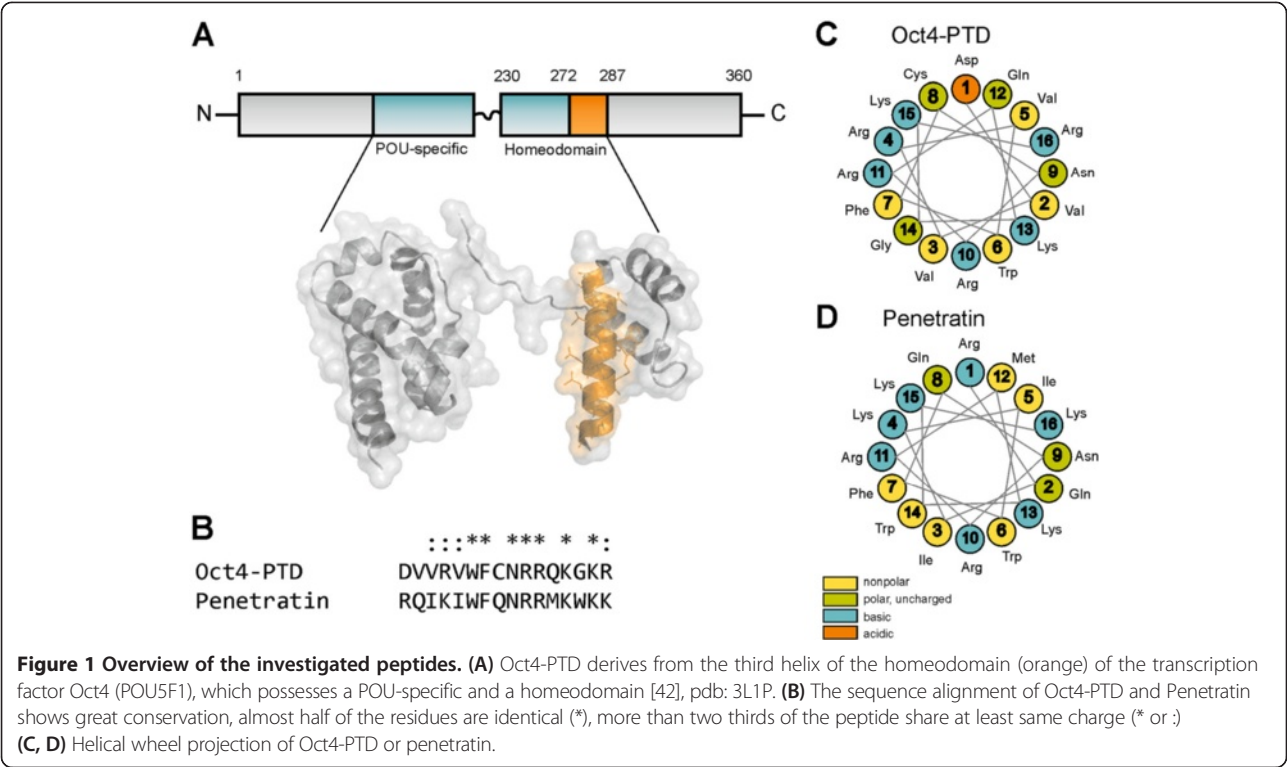 A
1
230
272
287
360
N
C
POU-specific
Homeodomain
B
:::** *** * *:
Oct4-PTD DVVRVWFCNRRQKGKR
Penetratin RQIKIWFQNRRMKWKK
C
Oct4-PTD
Asp
1
Gln
12
Val
5
Arg
16
Asn
9
Val
2
Lys
13
Trp
6
Arg
10
Val
3
Gly
14
Phe
7
Arg
11
Arg
4
Lys
15
Cys
8
D
Penetratin
Arg
1
Met
12
Ile
5
Lys
16
Asn
9
Gln
2
Lys
13
Trp
6
Arg
10
Ile
3
Trp
14
Phe
7
Arg
11
Lys
4
Lys
15
Gln
8
nonpolar
polar, uncharged
basic
acidic
Figure 1 Overview of the investigated peptides. (A) Oct4-PTD derives from the third helix of the homeodomain (orange) of the transcription
factor Oct4 (POU5F1), which possesses a POU-specific and a homeodomain [42], pdb: 3L1P. (B) The sequence alignment of Oct4-PTD and Penetratin
shows great conservation, almost half of the residues are identical (*), more than two thirds of the peptide share at least same charge (* or :)
(C, D) Helical wheel projection of Oct4-PTD or penetratin.